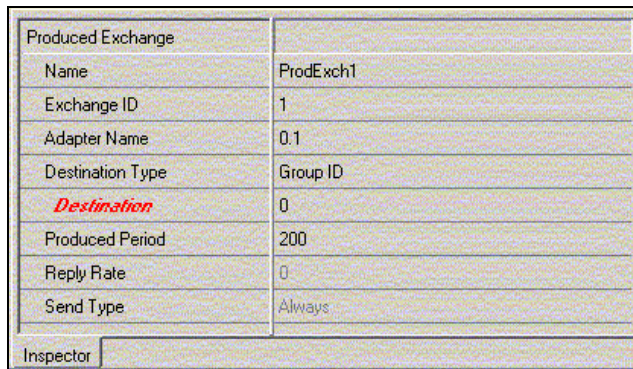 Produced Exchange
Name ProdExch1
Exchange ID 1
Adapter Name 0.1
Destination Type Group ID
Destination 0
Produced Period 200
Reply Rate 0
Send Type Always
Inspector